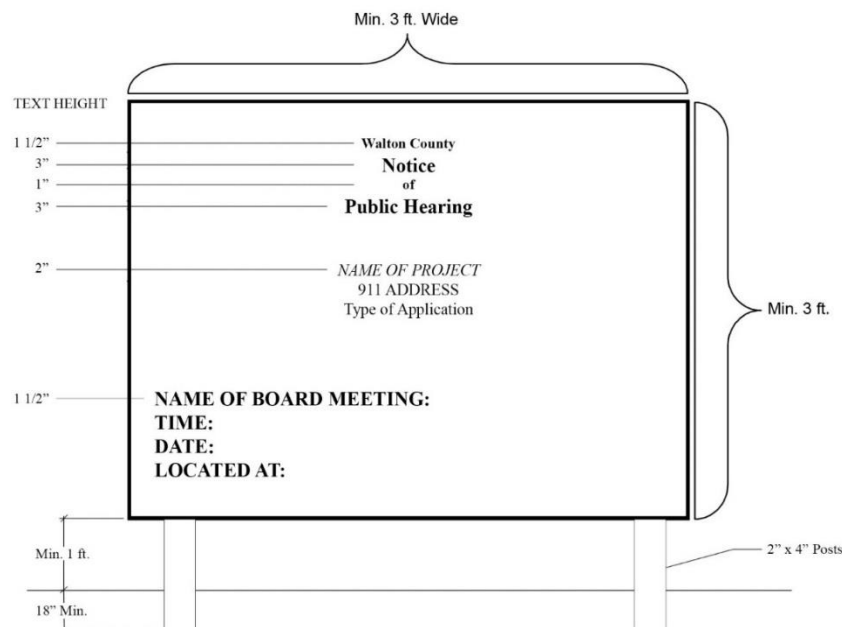 Min. 3 ft. Wide
TEXT HEIGHT
1 1/2” Walton County
3” Notice
1” of
3” Public Hearing
2” NAME OF PROJECT
911 ADDRESS
Type of Application
Min. 3 ft.
1 1/2” NAME OF BOARD MEETING:
TIME:
DATE:
LOCATED AT:
Min. 1 ft.
2” x 4” Posts
18” Min.